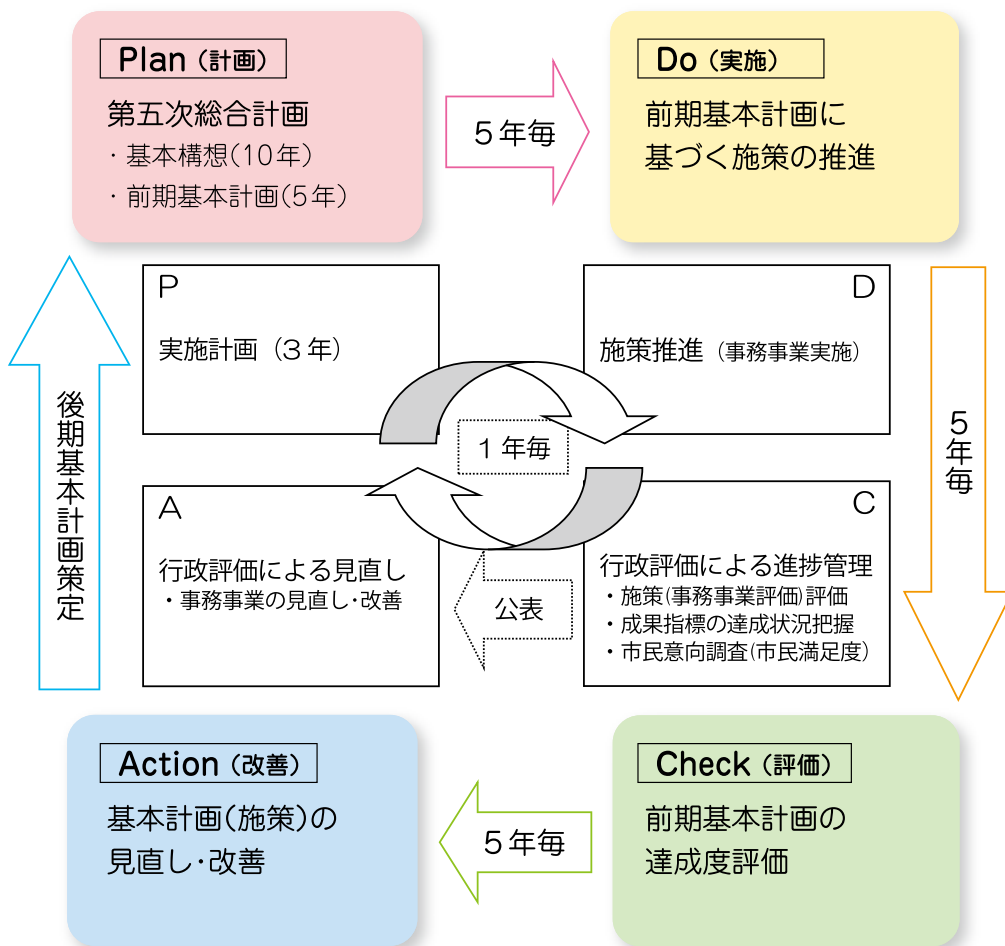 Plan（計画）
第五次総合計画
・基本構想（10年）
・前期基本計画（5年）
5年毎
Do（実施）
前期基本計画に
基づく施策の推進
P
実施計画（3年）
D
施策推進（事務事業実施）
1年毎
A
行政評価による見直し
・事務事業の見直し・改善
公表
C
行政評価による進捗管理
・施策（事務事業評価）評価
・成果指標の達成状況把握
・市民意向調査（市民満足度）
後期基本計画策定
5年毎
Action（改善）
基本計画（施策）の
見直し・改善
5年毎
Check（評価）
前期基本計画の
達成度評価